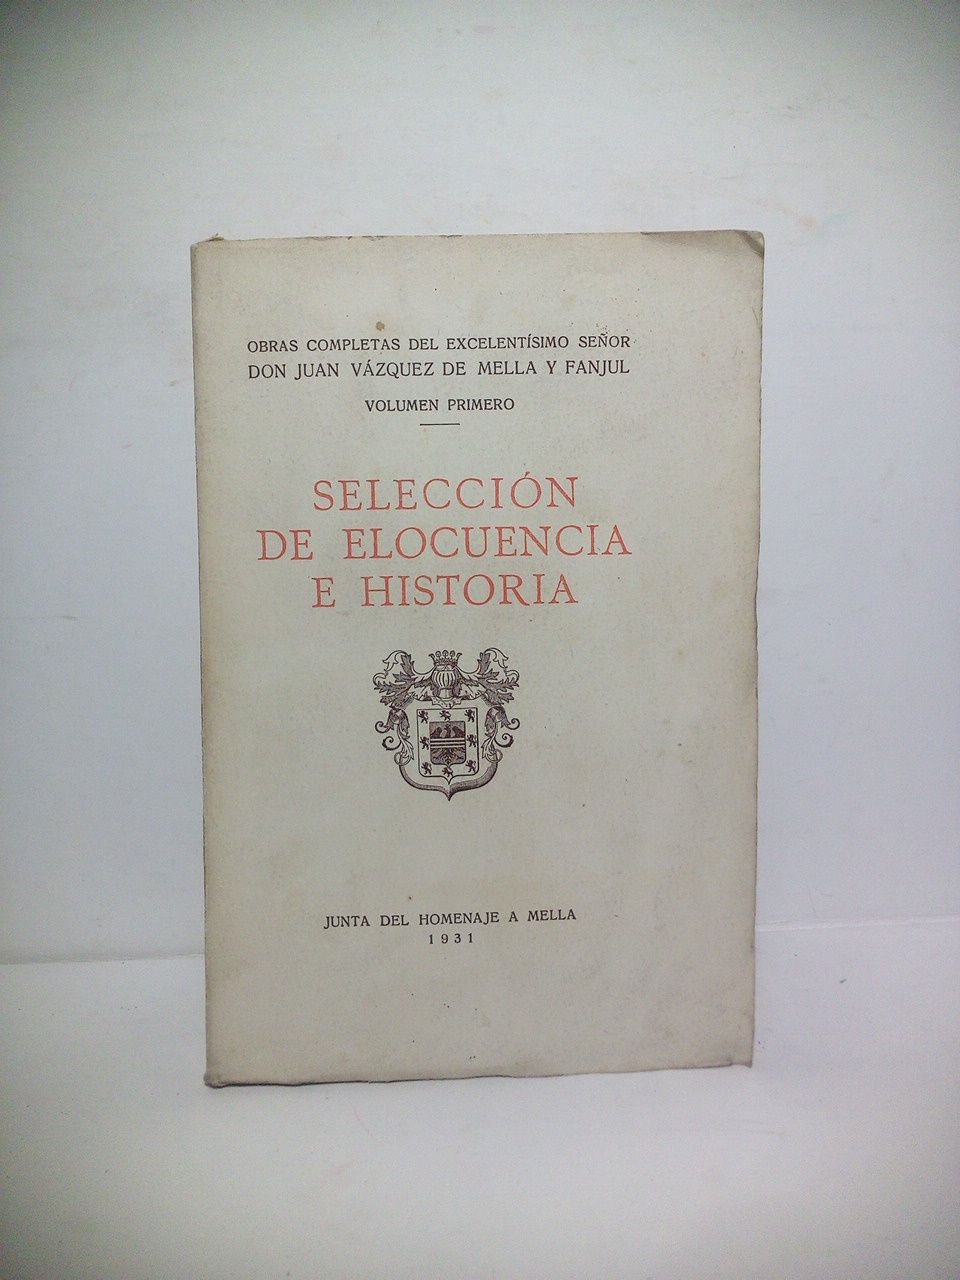 OBRAS COMPLETAS DEL EXCELENTÍSIMO SEÑOR
DON JUAN VÁZQUEZ DE MELLA Y FANJUL
VOLUMEN PRIMERO
SELECCIÓN
DE ELOCUENCIA
E HISTORIA
JUNTA DEL HOMENAJE A MELLA
1931